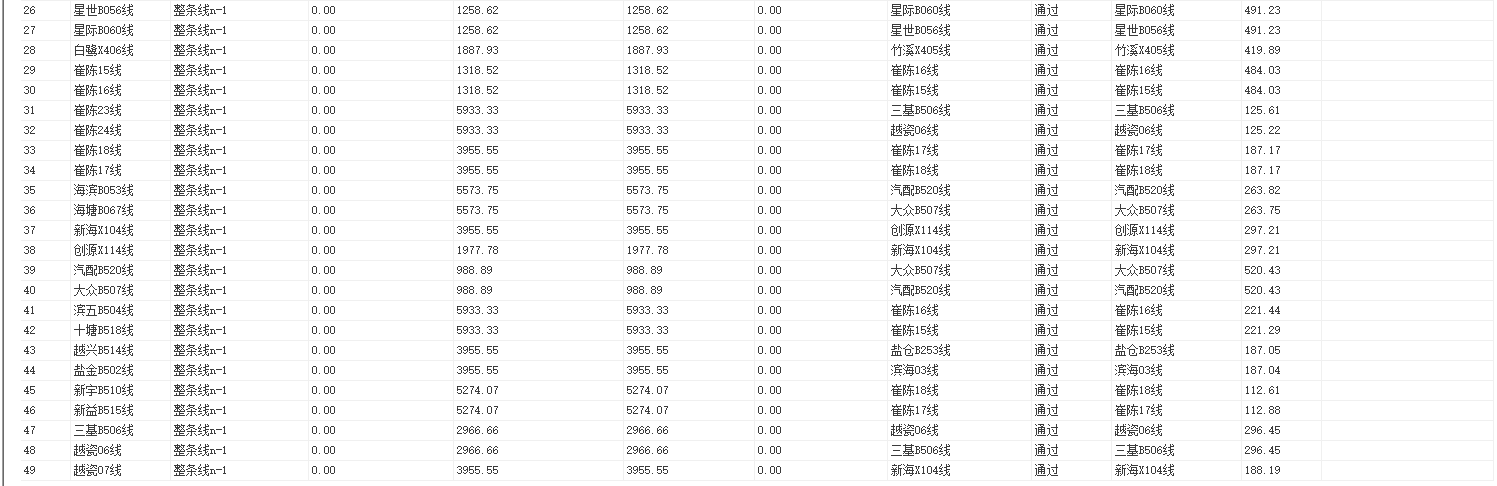 26 星世B056线 整条线n-1 0.00 1258.62 1258.62 0.00 星际B060线 通过 星际B060线 491.23
27 星际B060线 整条线n-1 0.00 1258.62 1258.62 0.00 星世B056线 通过 星世B056线 491.23
28 白鹭X406线 整条线n-1 0.00 1887.93 1887.93 0.00 竹溪X405线 通过 竹溪X405线 419.89
29 崔陈15线 整条线n-1 0.00 1318.52 1318.52 0.00 崔陈16线 通过 崔陈16线 484.03
30 崔陈16线 整条线n-1 0.00 1318.52 1318.52 0.00 崔陈15线 通过 崔陈15线 484.03
31 崔陈23线 整条线n-1 0.00 5933.33 5933.33 0.00 三基B506线 通过 三基B506线 125.61
32 崔陈24线 整条线n-1 0.00 5933.33 5933.33 0.00 越瓷06线 通过 越瓷06线 125.22
33 崔陈18线 整条线n-1 0.00 3955.55 3955.55 0.00 崔陈17线 通过 崔陈17线 187.17
34 崔陈17线 整条线n-1 0.00 3955.55 3955.55 0.00 崔陈18线 通过 崔陈18线 187.17
35 海滨B053线 整条线n-1 0.00 5573.75 5573.75 0.00 汽配B520线 通过 汽配B520线 263.82
36 海塘B067线 整条线n-1 0.00 5573.75 5573.75 0.00 大众B507线 通过 大众B507线 263.75
37 新海X104线 整条线n-1 0.00 3955.55 3955.55 0.00 创源X114线 通过 创源X114线 297.21
38 创源X114线 整条线n-1 0.00 1977.78 1977.78 0.00 新海X104线 通过 新海X104线 297.21
39 汽配B520线 整条线n-1 0.00 988.89 988.89 0.00 大众B507线 通过 大众B507线 520.43
40 大众B507线 整条线n-1 0.00 988.89 988.89 0.00 汽配B520线 通过 汽配B520线 520.43
41 滨五B504线 整条线n-1 0.00 5933.33 5933.33 0.00 崔陈16线 通过 崔陈16线 221.44
42 十塘B518线 整条线n-1 0.00 5933.33 5933.33 0.00 崔陈15线 通过 崔陈15线 221.29
43 越兴B514线 整条线n-1 0.00 3955.55 3955.55 0.00 盐仓B253线 通过 盐仓B253线 187.05
44 盐金B502线 整条线n-1 0.00 3955.55 3955.55 0.00 滨海03线 通过 滨海03线 187.04
45 新宇B510线 整条线n-1 0.00 5274.07 5274.07 0.00 崔陈18线 通过 崔陈18线 112.61
46 新益B515线 整条线n-1 0.00 5274.07 5274.07 0.00 崔陈17线 通过 崔陈17线 112.88
47 三基B506线 整条线n-1 0.00 2966.66 2966.66 0.00 越瓷06线 通过 越瓷06线 296.45
48 越瓷06线 整条线n-1 0.00 2966.66 2966.66 0.00 三基B506线 通过 三基B506线 296.45
49 越瓷07线 整条线n-1 0.00 3955.55 3955.55 0.00 新海X104线 通过 新海X104线 188.19